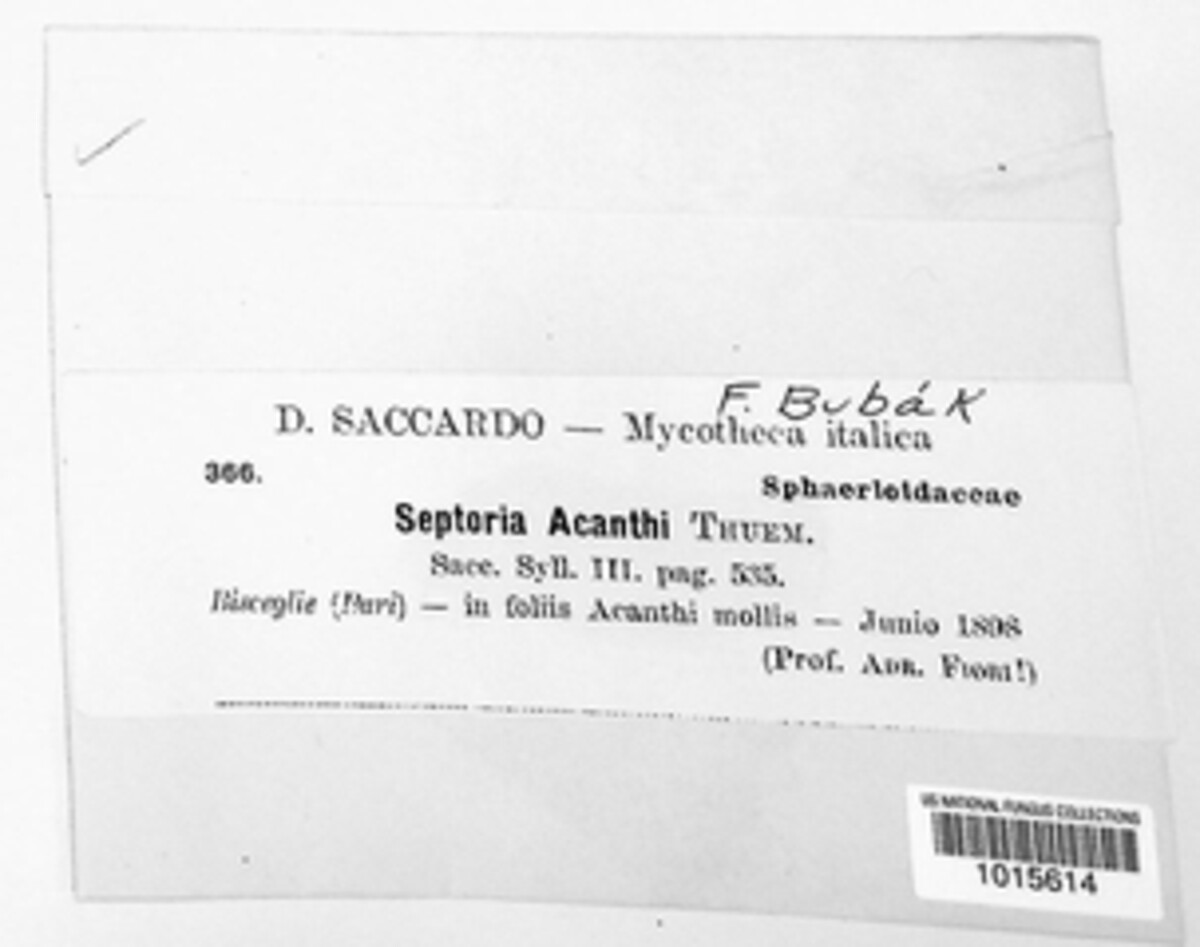 F. Bubák
D. SACCARDO — Mycotheca italica
366.
Sphaerioidaceae
Septoria Acanthi THUEM.
Sacc. Syll. III. pag. 535.
Bisceglie (Bari) — in foliis Acanthi mollis — Junio 1898
(Prof. ADR. FIORI!)
US NATIONAL FUNGUS COLLECTIONS
1015614